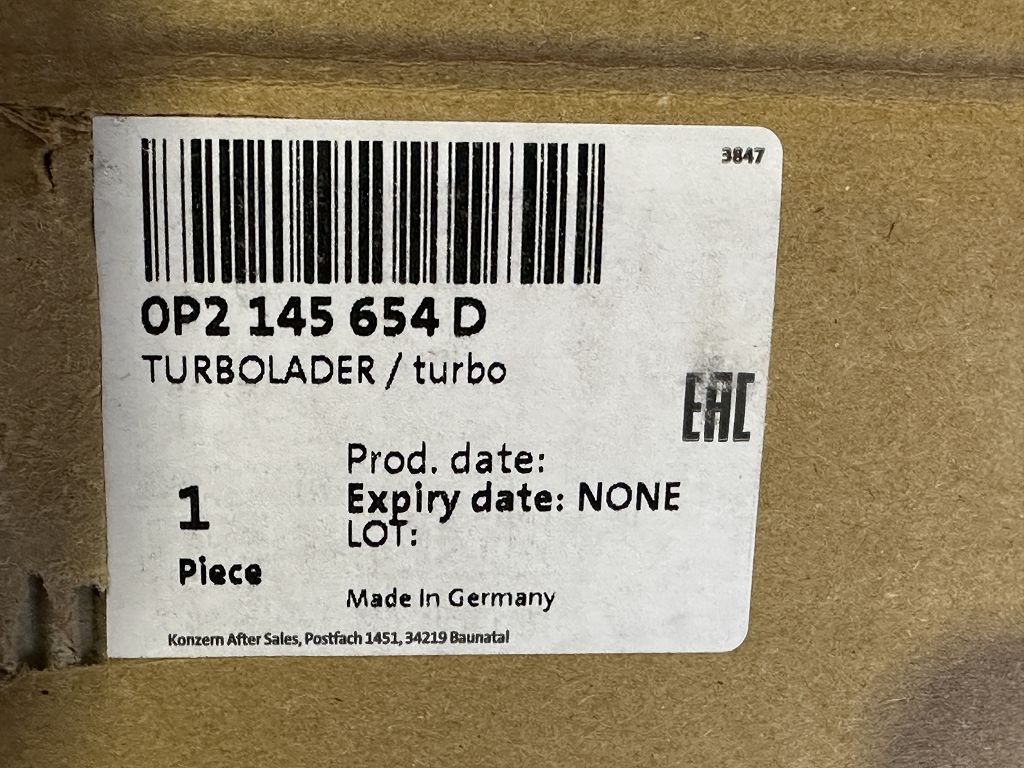 3847
0P2 145 654 D
TURBOLADER / turbo
EAC
Prod. date:
Expiry date: NONE
LOT:
1
Piece
Made In Germany
Konzern After Sales, Postfach 1451, 34219 Baunatal